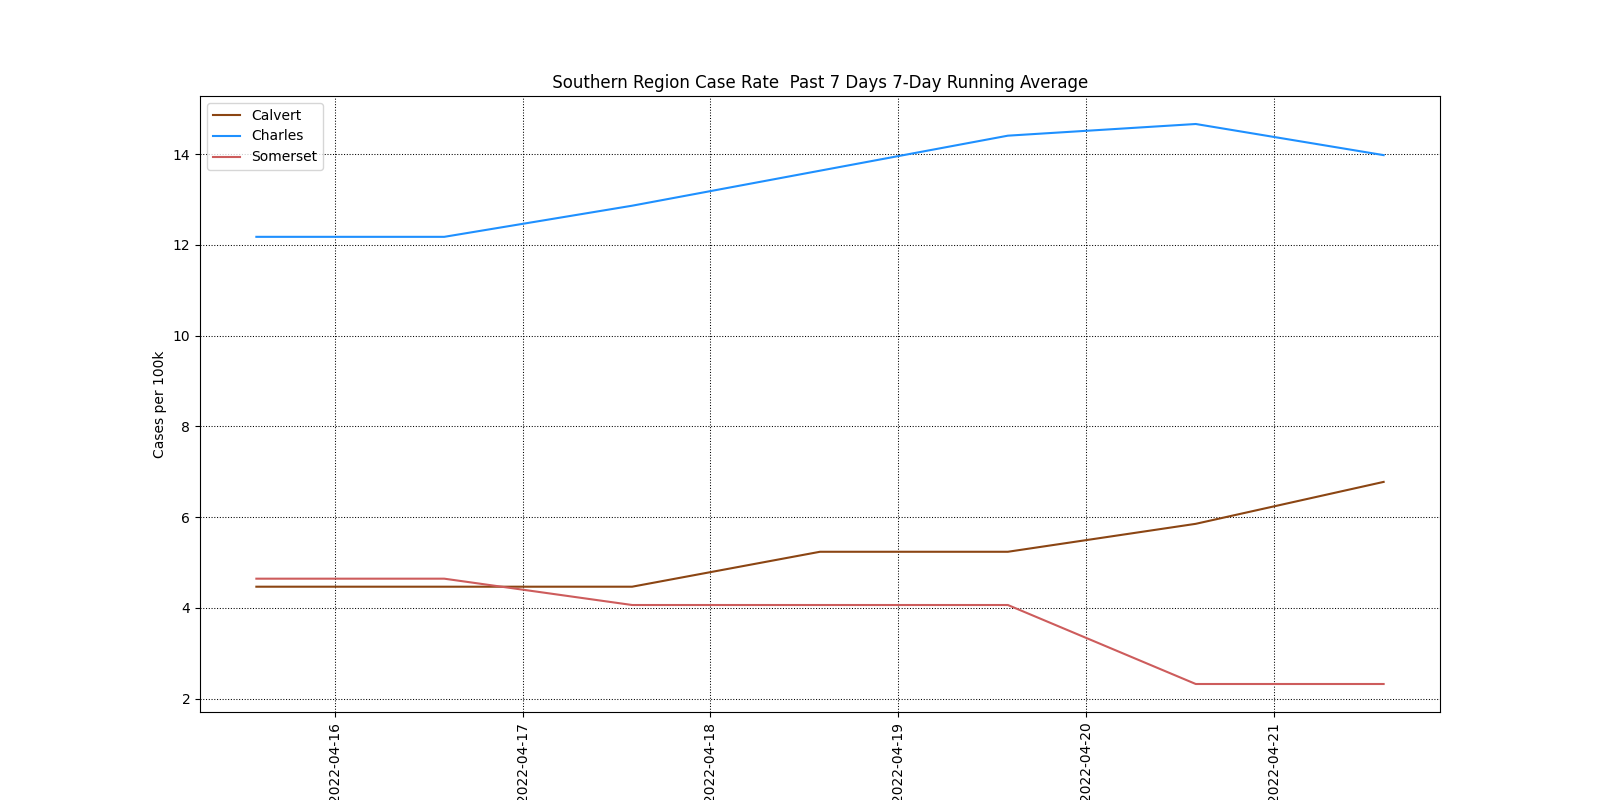 Southern Region Case Rate  Past 7 Days 7-Day Running Average
Calvert
Charles
Somerset
14
12
10
8
6
4
2
Cases per 100k
2022-04-16
2022-04-17
2022-04-18
2022-04-19
2022-04-20
2022-04-21